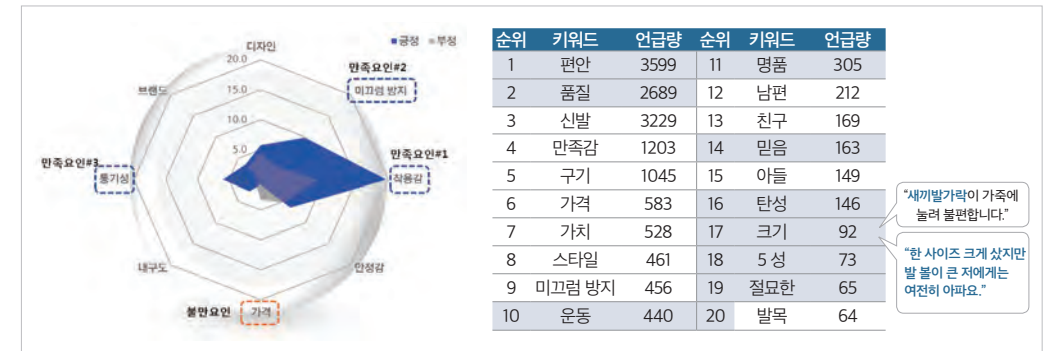 ■긍정 ■부정
디자인
20.0
15.0
10.0
5.0
만족요인#2
미끄럼 방지
브랜드
만족요인#1
착용감
만족요인#3
통기성
내구도
안정감
불만요인 가격
순위 키워드 언급량 순위 키워드 언급량
1 편안 3599 11 명품 305
2 품질 2689 12 남편 212
3 신발 3229 13 친구 169
4 만족감 1203 14 믿음 163
5 구기 1045 15 아들 149
6 가격 583 16 탄성 146
7 가치 528 17 크기 92
8 스타일 461 18 5 성 73
9 미끄럼 방지 456 19 절묘한 65
10 운동 440 20 발목 64
“새끼발가락이 가죽에
눌려 불편합니다.”
“한 사이즈 크게 샀지만
발 볼이 큰 저에게는
여전히 아파요.”